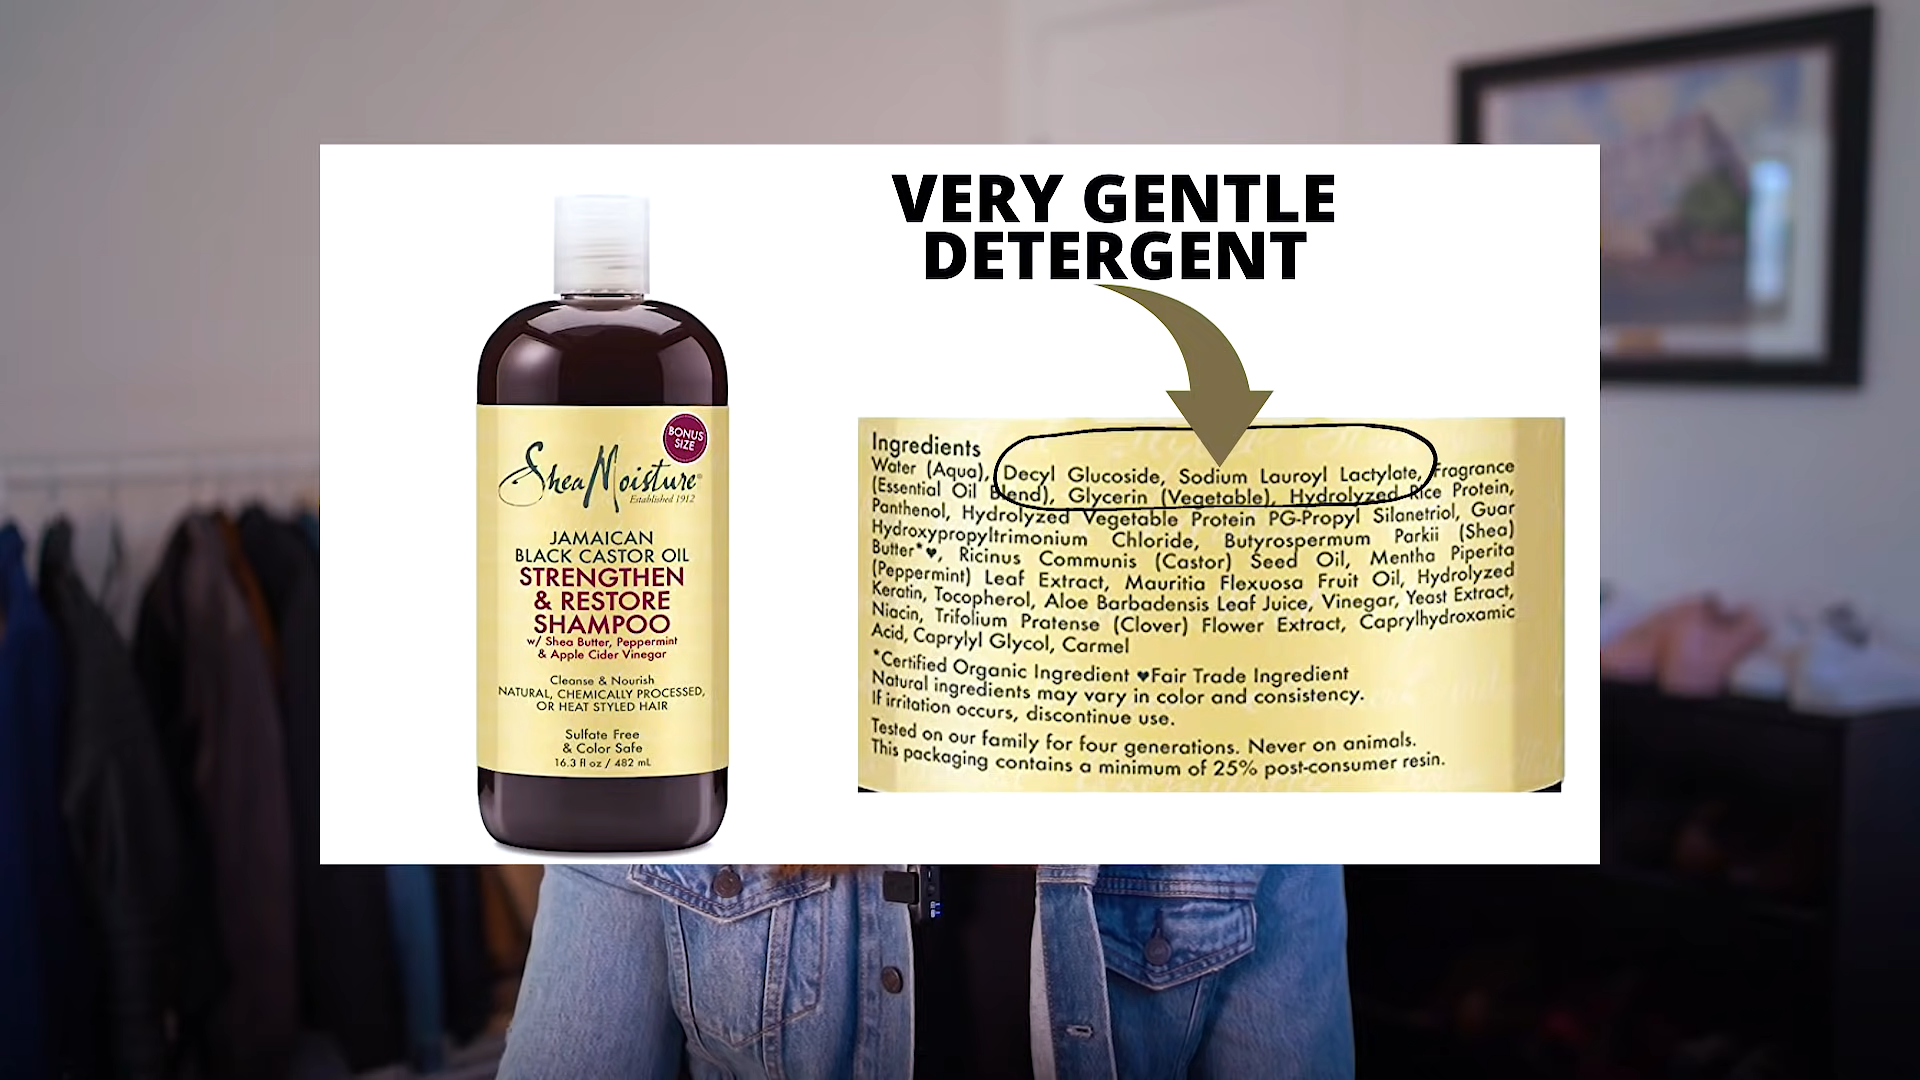 VERY GENTLE
DETERGENT
BONUS
SIZE
SheaMoisture®
Established 1912
JAMAICAN
BLACK CASTOR OIL
STRENGTHEN
& RESTORE
SHAMPOO
w/ Shea Butter, Peppermint
& Apple Cider Vinegar
Cleanse & Nourish
NATURAL, CHEMICALLY PROCESSED,
OR HEAT STYLED HAIR
Sulfate Free
& Color Safe
16.3 fl oz / 482 mL
Ingredients
Water (Aqua), Decyl Glucoside, Sodium Lauroyl Lactylate, Fragrance
(Essential Oil Blend), Glycerin (Vegetable), Hydrolyzed Rice Protein,
Panthenol, Hydrolyzed Vegetable Protein PG-Propyl Silanetriol, Guar
Hydroxypropyltrimonium Chloride, Butyrospermum Parkii (Shea)
Butter*♥, Ricinus Communis (Castor) Seed Oil, Mentha Piperita
(Peppermint) Leaf Extract, Mauritia Flexuosa Fruit Oil, Hydrolyzed
Keratin, Tocopherol, Aloe Barbadensis Leaf Juice, Vinegar, Yeast Extract,
Niacin, Trifolium Pratense (Clover) Flower Extract, Caprylhydroxamic
Acid, Caprylyl Glycol, Carmel
*Certified Organic Ingredient ♥Fair Trade Ingredient
Natural ingredients may vary in color and consistency.
If irritation occurs, discontinue use.
Tested on our family for four generations. Never on animals.
This packaging contains a minimum of 25% post-consumer resin.